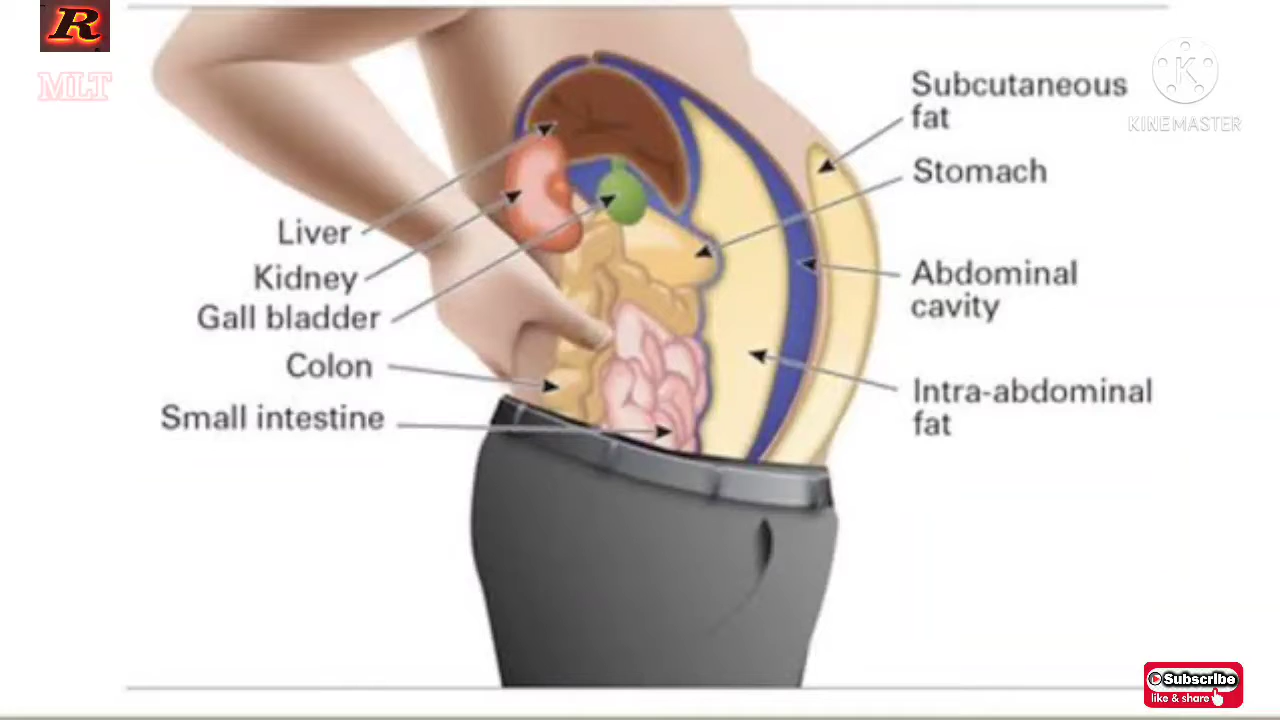 R
MLT
Subcutaneous
fat
K
KINEMASTER
Stomach
Liver
Kidney
Gall bladder
Colon
Small intestine
Abdominal
cavity
Intra-abdominal
fat
Subscribe
like & share